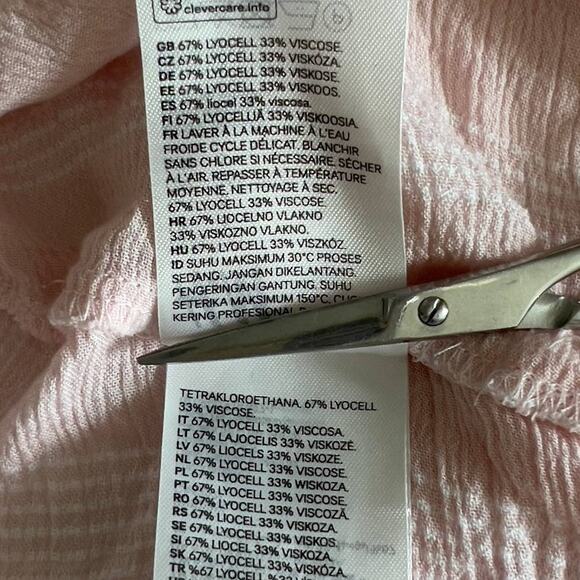 clevercare.info
GB 67% LYOCELL 33% VISCOSE.
CZ 67% LYOCELL 33% VISKÓZA.
DE 67% LYOCELL 33% VISKOSE.
EE 67% LYOCELL 33% VISKOOS.
ES 67% liocel 33% viscosa.
FI 67% LYOCELLIÄ 33% VISKOOSIA.
FR LAVER À LA MACHINE À L'EAU
FROIDE CYCLE DÉLICAT. BLANCHIR
SANS CHLORE SI NÉCESSAIRE. SÉCHER
À L'AIR. REPASSER À TEMPÉRATURE
MOYENNE, NETTOYAGE À SEC.
67% LYOCELL 33% VISCOSE.
HR 67% LIOCELNO VLAKNO
33% VISKOZNO VLAKNO.
HU 67% LYOCELL 33% VISZKÓZ.
ID SUHU MAKSIMUM 30°C PROSES
SEDANG. JANGAN DIKELANTANG.
PENGERINGAN GANTUNG. SUHU
SETERIKA MAKSIMUM 150°C,
KERING PROFESIONAL
TETRAKLOROETHANA. 67% LYOCELL
33% VISCOSE.
IT 67% LYOCELL 33% VISCOSA.
LT 67% LAJOCELIS 33% VISKOZĖ.
LV 67% LIOCELS 33% VISKOZE.
NL 67% LYOCELL 33% VISCOSE.
PL 67% LYOCELL 33% WISKOZA.
PT 67% LYOCELL 33% VISCOSE.
RO 67% LYOCELL 33% VISCOZĂ.
RS 67% LIOCEL 33% VISKOZA.
SE 67% LYOCELL 33% VISKOS.
SI 67% LIOCEL 33% VISKOZA.
SK 67% LYOCELL 33% VISKÓZA.
TR %67 LYOCELL